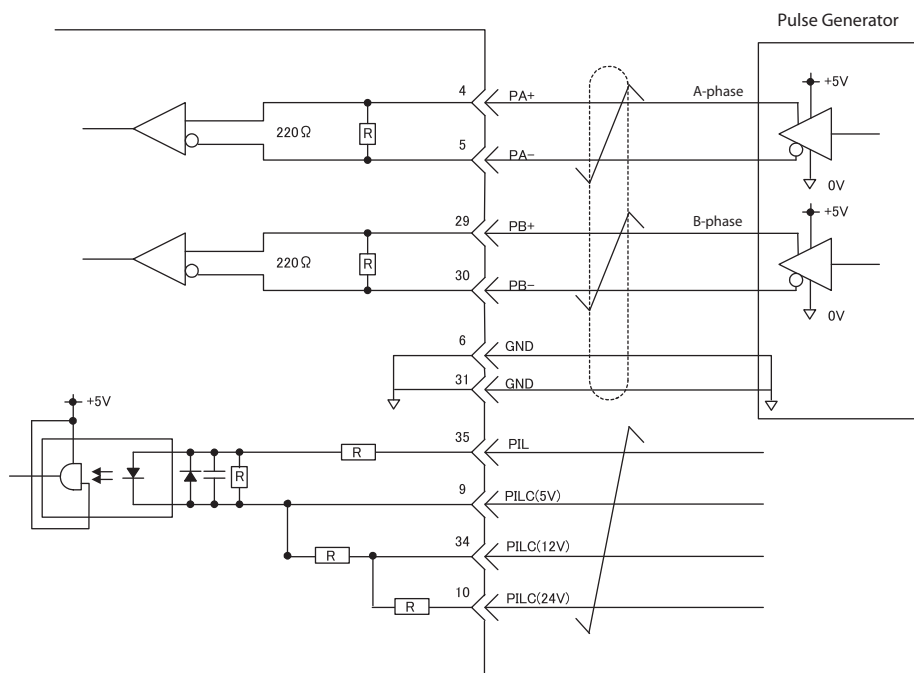 Pulse Generator
+5V
4
PA+
A-phase
220Ω
R
5
PA-
0V
+5V
29
PB+
B-phase
220Ω
R
30
PB-
0V
6
GND
31
GND
+5V
35
PIL
R
R
9
PILC(5V)
34
PILC(12V)
R
10
PILC(24V)
R